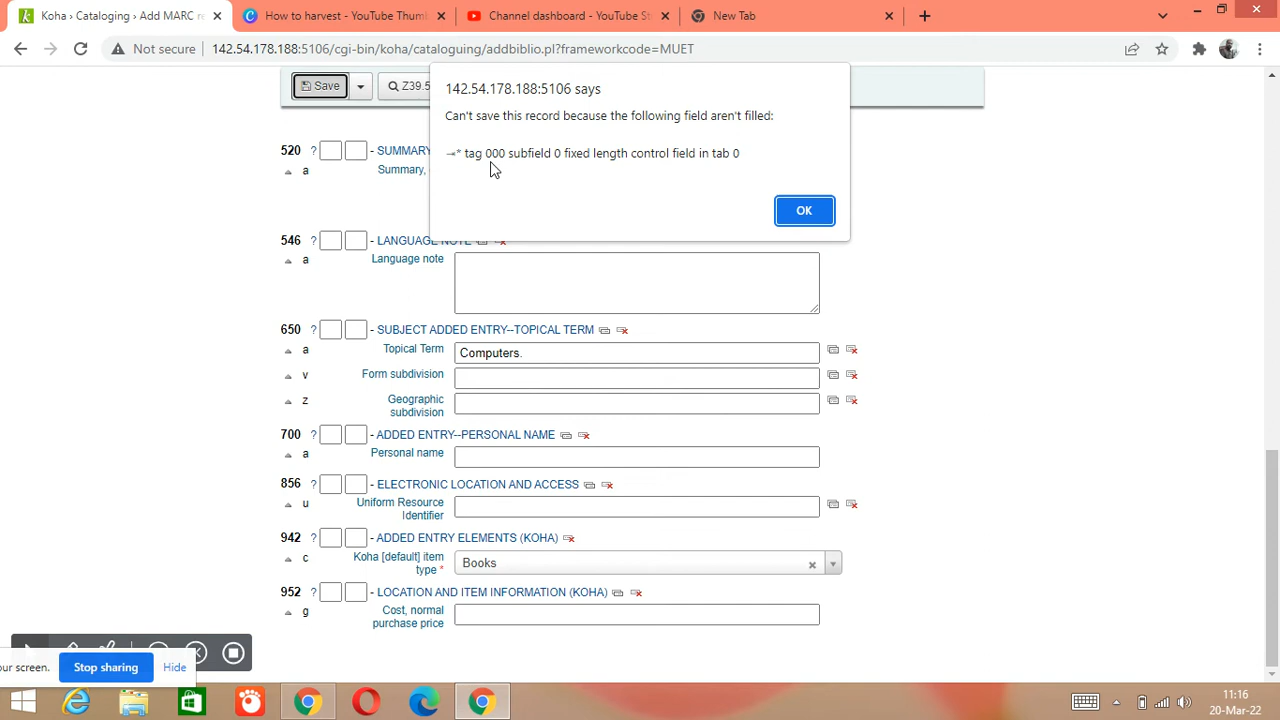 Koha › Cataloging › Add MARC re
How to harvest - YouTube Thum
Channel dashboard - YouTube St
New Tab
Not secure
142.54.178.188:5106/cgi-bin/koha/cataloguing/addbiblio.pl?frameworkcode=MUET
142.54.178.188:5106 says
Can't save this record because the following field aren't filled:
* tag 000 subfield 0 fixed length control field in tab 0
OK
Save
Z39.5
520 ? - SUMMARY
a Summary,
546 ? - LANGUAGE NOTE
a Language note
650 ? - SUBJECT ADDED ENTRY--TOPICAL TERM
a Topical Term Computers.
v Form subdivision
z Geographic
subdivision
700 ? - ADDED ENTRY--PERSONAL NAME
a Personal name
856 ? - ELECTRONIC LOCATION AND ACCESS
u Uniform Resource
Identifier
942 ? - ADDED ENTRY ELEMENTS (KOHA)
c Koha [default] item
type * Books
952 ? - LOCATION AND ITEM INFORMATION (KOHA)
g Cost, normal
purchase price
our screen.
Stop sharing
Hide
11:16
20-Mar-22